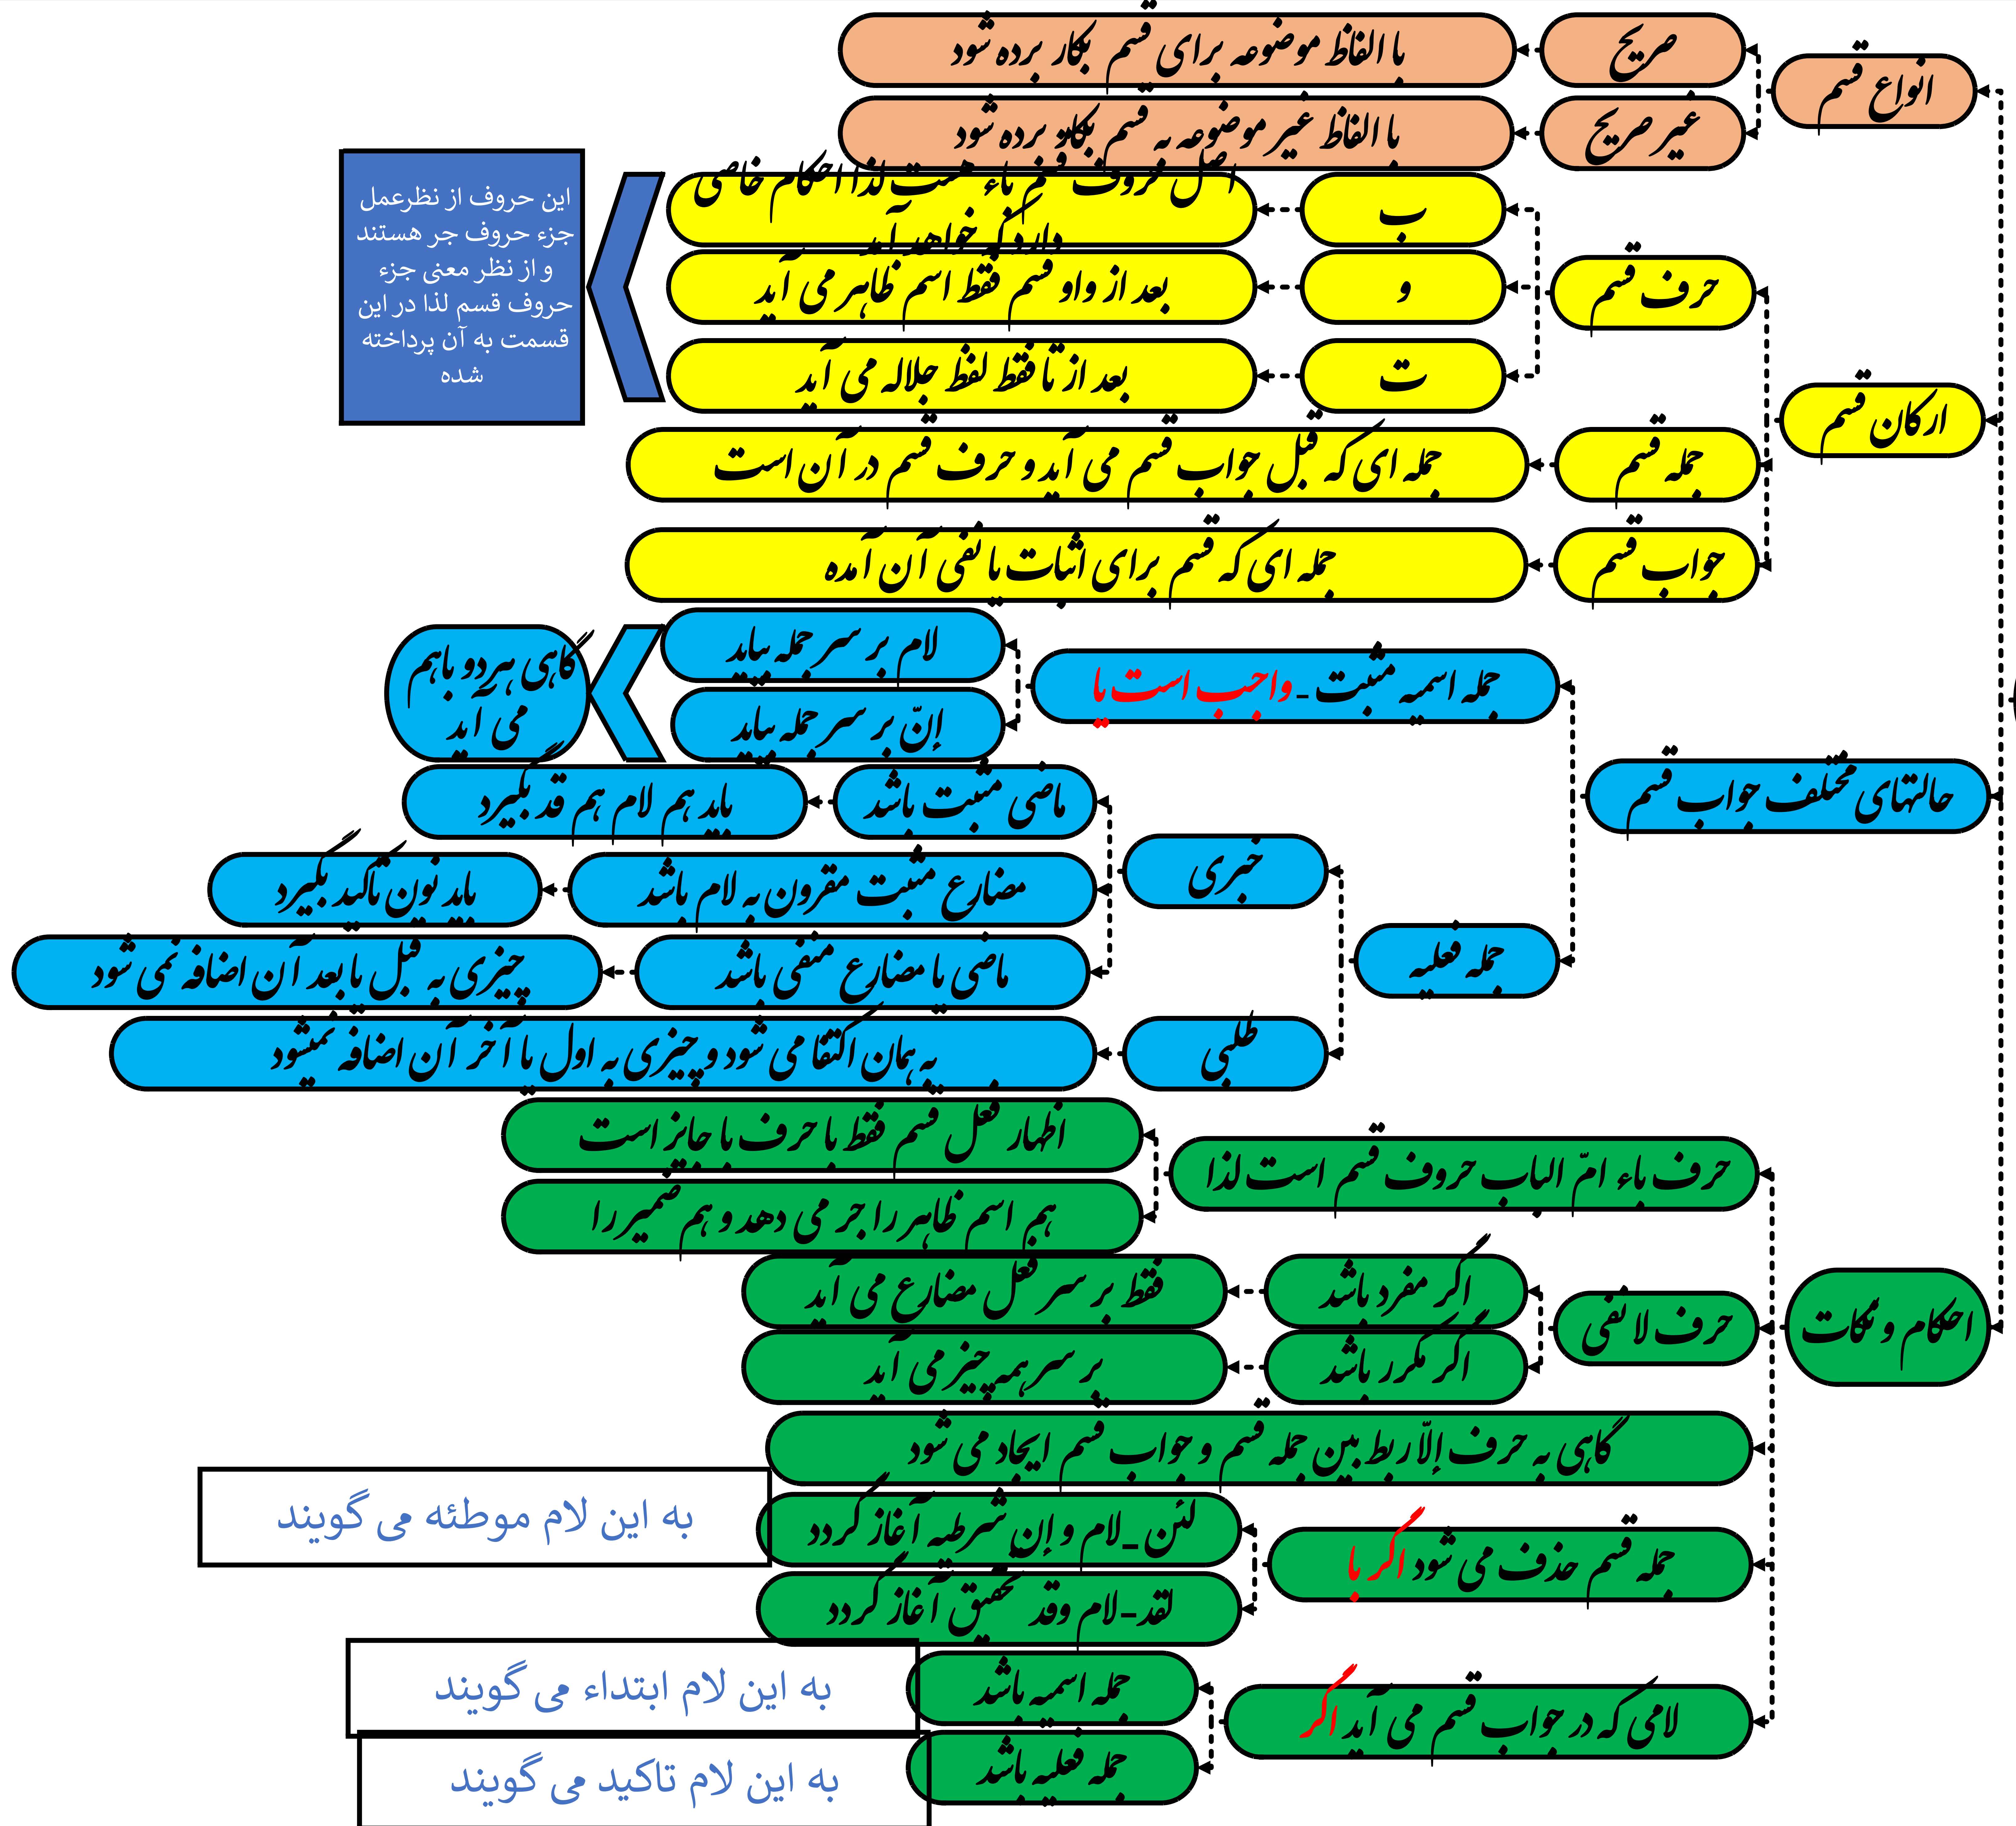 انواع قسم
صریح
با الفاظ موضوعه برای قسم بکار برده شود
غیر صریح
با الفاظ غیر موضوعه به قسم بکار برده شود
ارکان قسم
حرف قسم
ب
اصل حروف قسم باء هست لذا احکام خاصی
دارد که خواهد آمد
و
بعد از واو قسم فقط اسم ظاهر می آید
ت
بعد از تا فقط لفظ جلاله می آید
این حروف از نظرعمل
جزء حروف جر هستند
و از نظر معنی جزء
حروف قسم لذا در این
قسمت به آن پرداخته
شده
جمله قسم
جمله ای که قبل جواب قسم می آید و حرف قسم در آن است
جواب قسم
جمله ای که قسم برای اثبات یا نفی آن آمده
حالتهای مختلف جواب قسم
جمله اسمیه مثبت - واجب است یا
لام بر سر جمله بیاید
إنّ بر سر جمله بیاید
گاهی هردو باهم
می آید
جمله فعلیه
خبری
ماضی مثبت باشد
باید هم لام هم قد بگیرد
مضارع مثبت مقرون به لام باشد
باید نون تأکید بگیرد
ماضی یا مضارع منفی باشد
چیزی به قبل یا بعد آن اضافه نمی شود
طلبی
به همان اکتفا می شود و چیزی به اول یا آخر آن اضافه نمیشود
احکام و نکات
حرف باء امّ الباب حروف قسم است لذا
اظهار فعل قسم فقط با حرف با جایز است
هم اسم ظاهر را جر می دهد و هم ضمیر را
حرف لا نفی
اگر مفرد باشد
فقط بر سر فعل مضارع می آید
اگر مکرر باشد
بر سر همه چیز می آید
گاهی به حرف إلّا ربط بین جمله قسم و جواب قسم ایجاد می شود
جمله قسم حذف می شود اگر با
لئن _ لام و إن شرطیه آغاز گردد
به این لام موطئه می گویند
لقد - لام وقد تحقیق آغاز گردد
لامی که در جواب قسم می آید اگر
جمله اسمیه باشد
به این لام ابتداء می گویند
جمله فعلیه باشد
به این لام تاکید می گویند